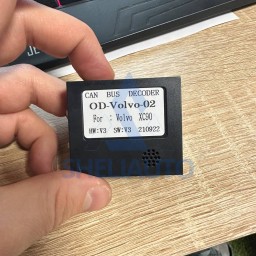 CAN BUS DECODER
OD-Volvo-02
For : Volvo XC90
HW:V3 SW:V3 210922